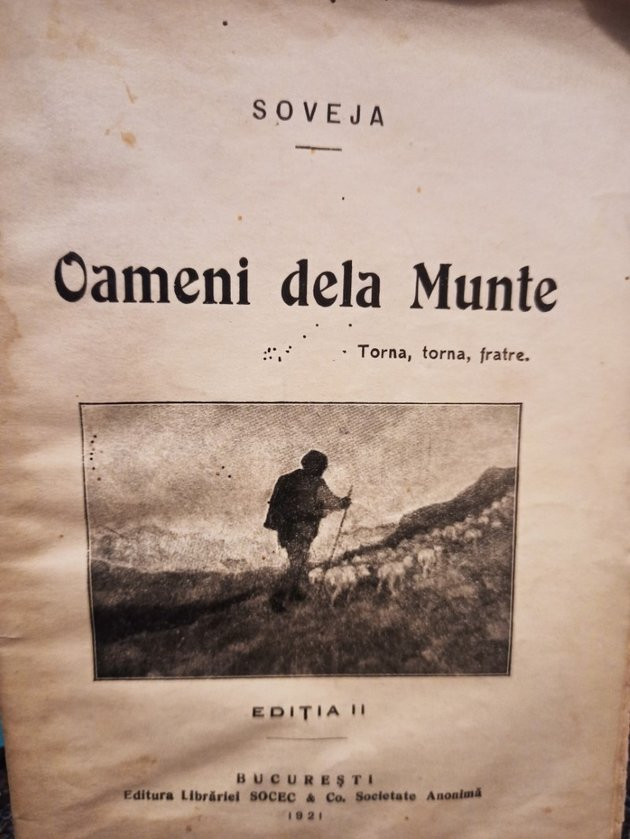 SOVEJA
Oameni dela Munte
Torna, torna, fratre.
EDIȚIA II
BUCUREȘTI
Editura Librăriei SOCEC & Co. Societate Anonimă
1921